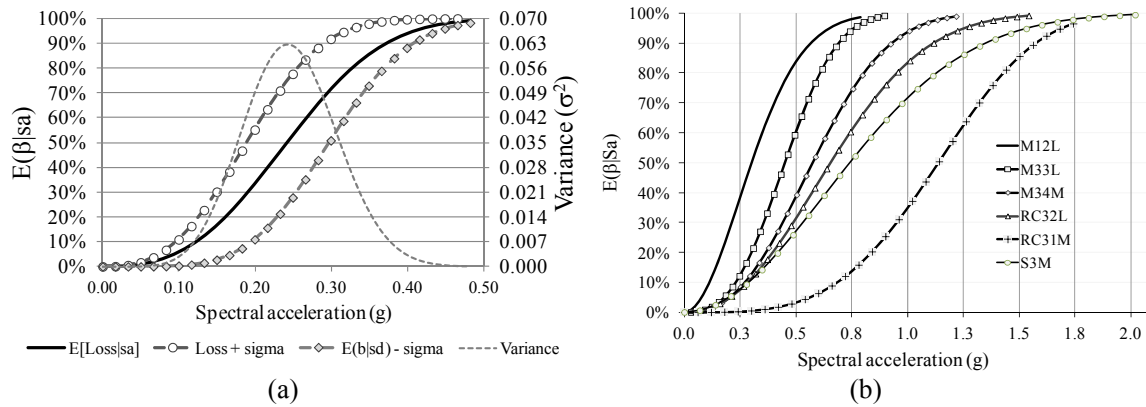 100%
90%
80%
70%
60%
50%
40%
30%
20%
10%
0%
E(β|sa)
0.070
0.063
0.056
0.049
0.042
0.035
0.028
0.021
0.014
0.007
0.000
Variance (σ²)
0.00 0.10 0.20 0.30 0.40 0.50
Spectral acceleration (g)
E[Loss|sa] Loss + sigma E(b|sd) - sigma Variance
(a)
100%
90%
80%
70%
60%
50%
40%
30%
20%
10%
0%
E(β|Sa)
M12L
M33L
M34M
RC32L
RC31M
S3M
0.0 0.3 0.5 0.8 1.0 1.3 1.5 1.8 2.0
Spectral acceleration (g)
(b)